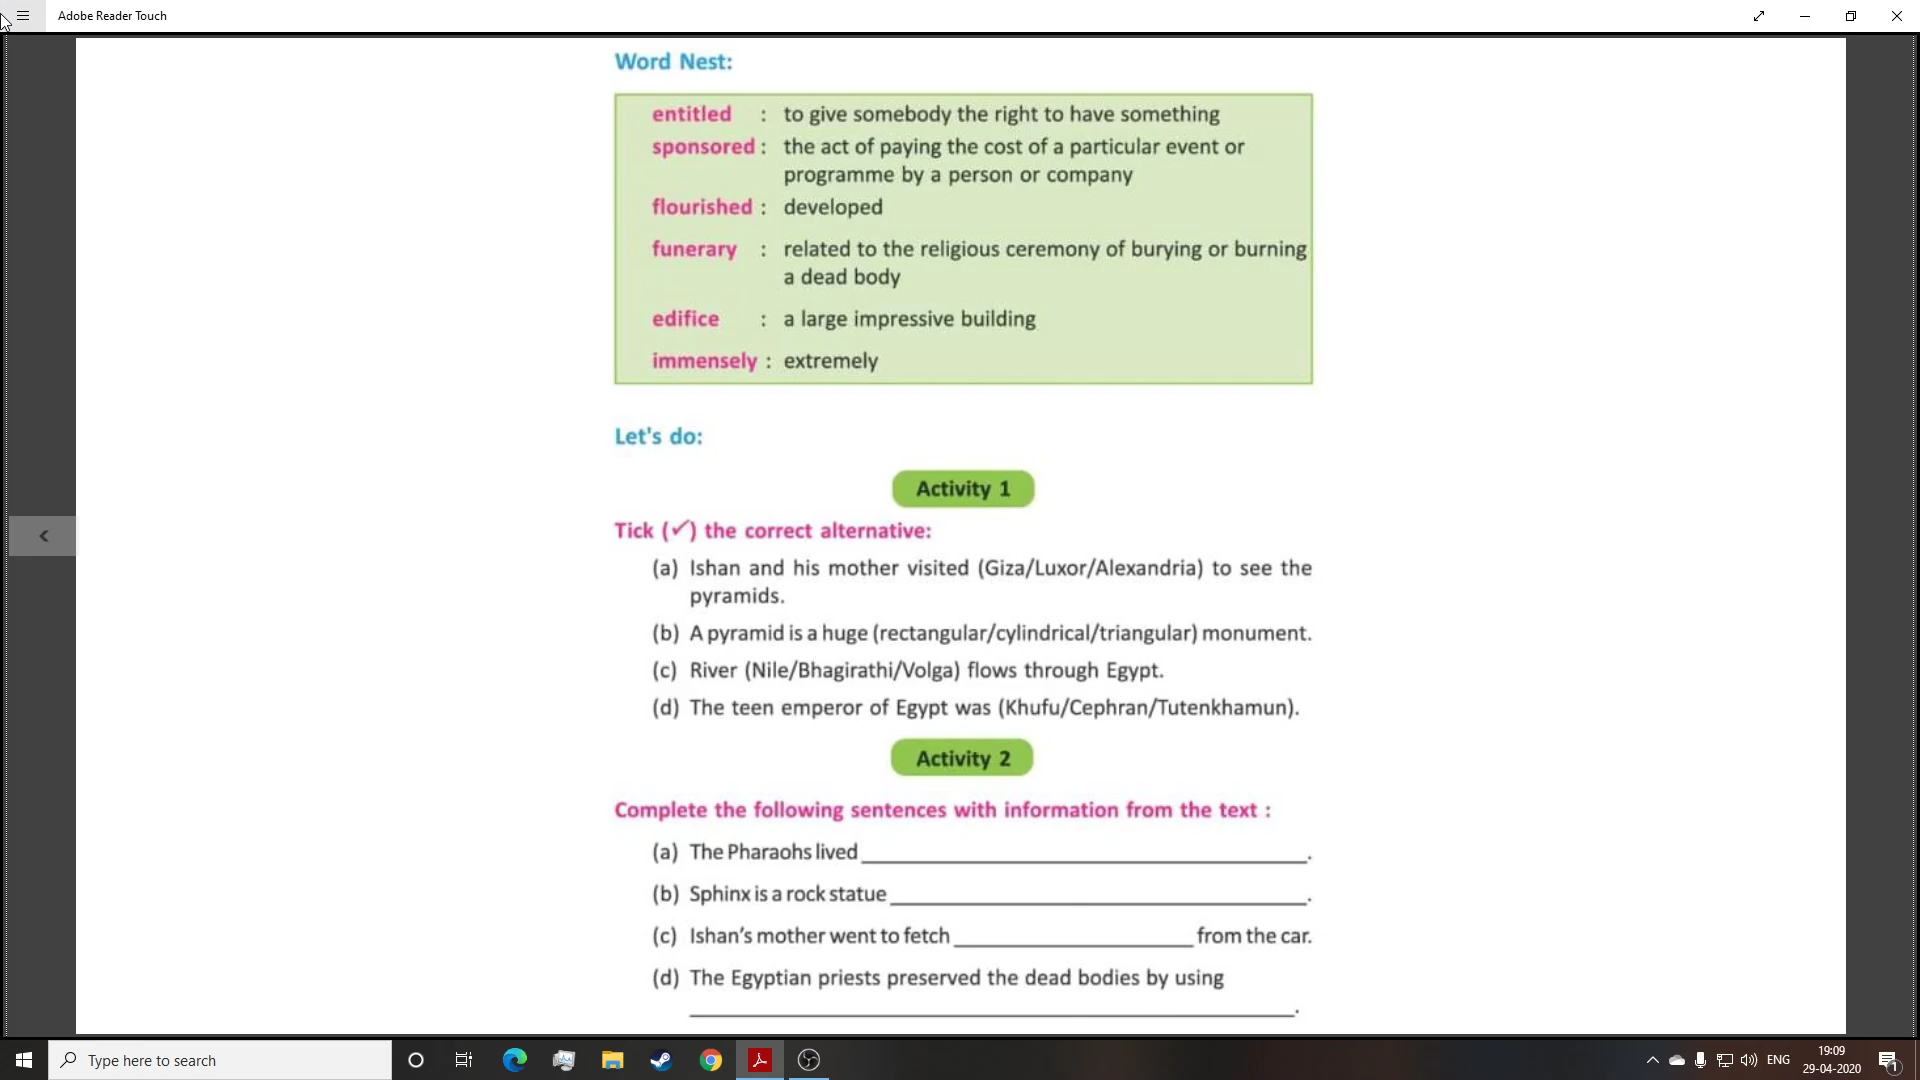 Adobe Reader Touch
Word Nest:
entitled : to give somebody the right to have something
sponsored : the act of paying the cost of a particular event or
programme by a person or company
flourished : developed
funerary : related to the religious ceremony of burying or burning
a dead body
edifice : a large impressive building
immensely : extremely
Let's do:
Activity 1
Tick (✓) the correct alternative:
(a) Ishan and his mother visited (Giza/Luxor/Alexandria) to see the
pyramids.
(b) A pyramid is a huge (rectangular/cylindrical/triangular) monument.
(c) River (Nile/Bhagirathi/Volga) flows through Egypt.
(d) The teen emperor of Egypt was (Khufu/Cephran/Tutenkhamun).
Activity 2
Complete the following sentences with information from the text :
(a) The Pharaohs lived ____________________.
(b) Sphinx is a rock statue ____________________.
(c) Ishan's mother went to fetch ____________________ from the car.
(d) The Egyptian priests preserved the dead bodies by using
____________________.
Type here to search
ENG
19:09
29-04-2020
1